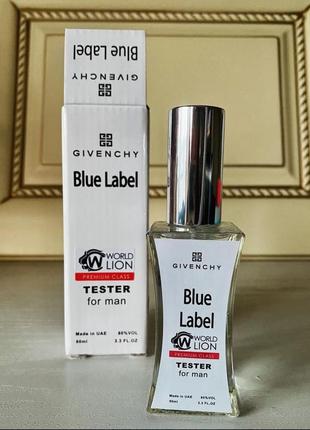 Blue Label
GIVENCHY
GIVENCHY
Blue Label
WORLD
LION
PREMIUM CLASS
TESTER
for man
Made in UAE 80%VOL
60ml 3.3 FL.OZ
GIVENCHY
Blue
Label
WORLD
LION
PREMIUM CLASS
TESTER
for man
Made in UAE 80%VOL
3.3 FL.OZ